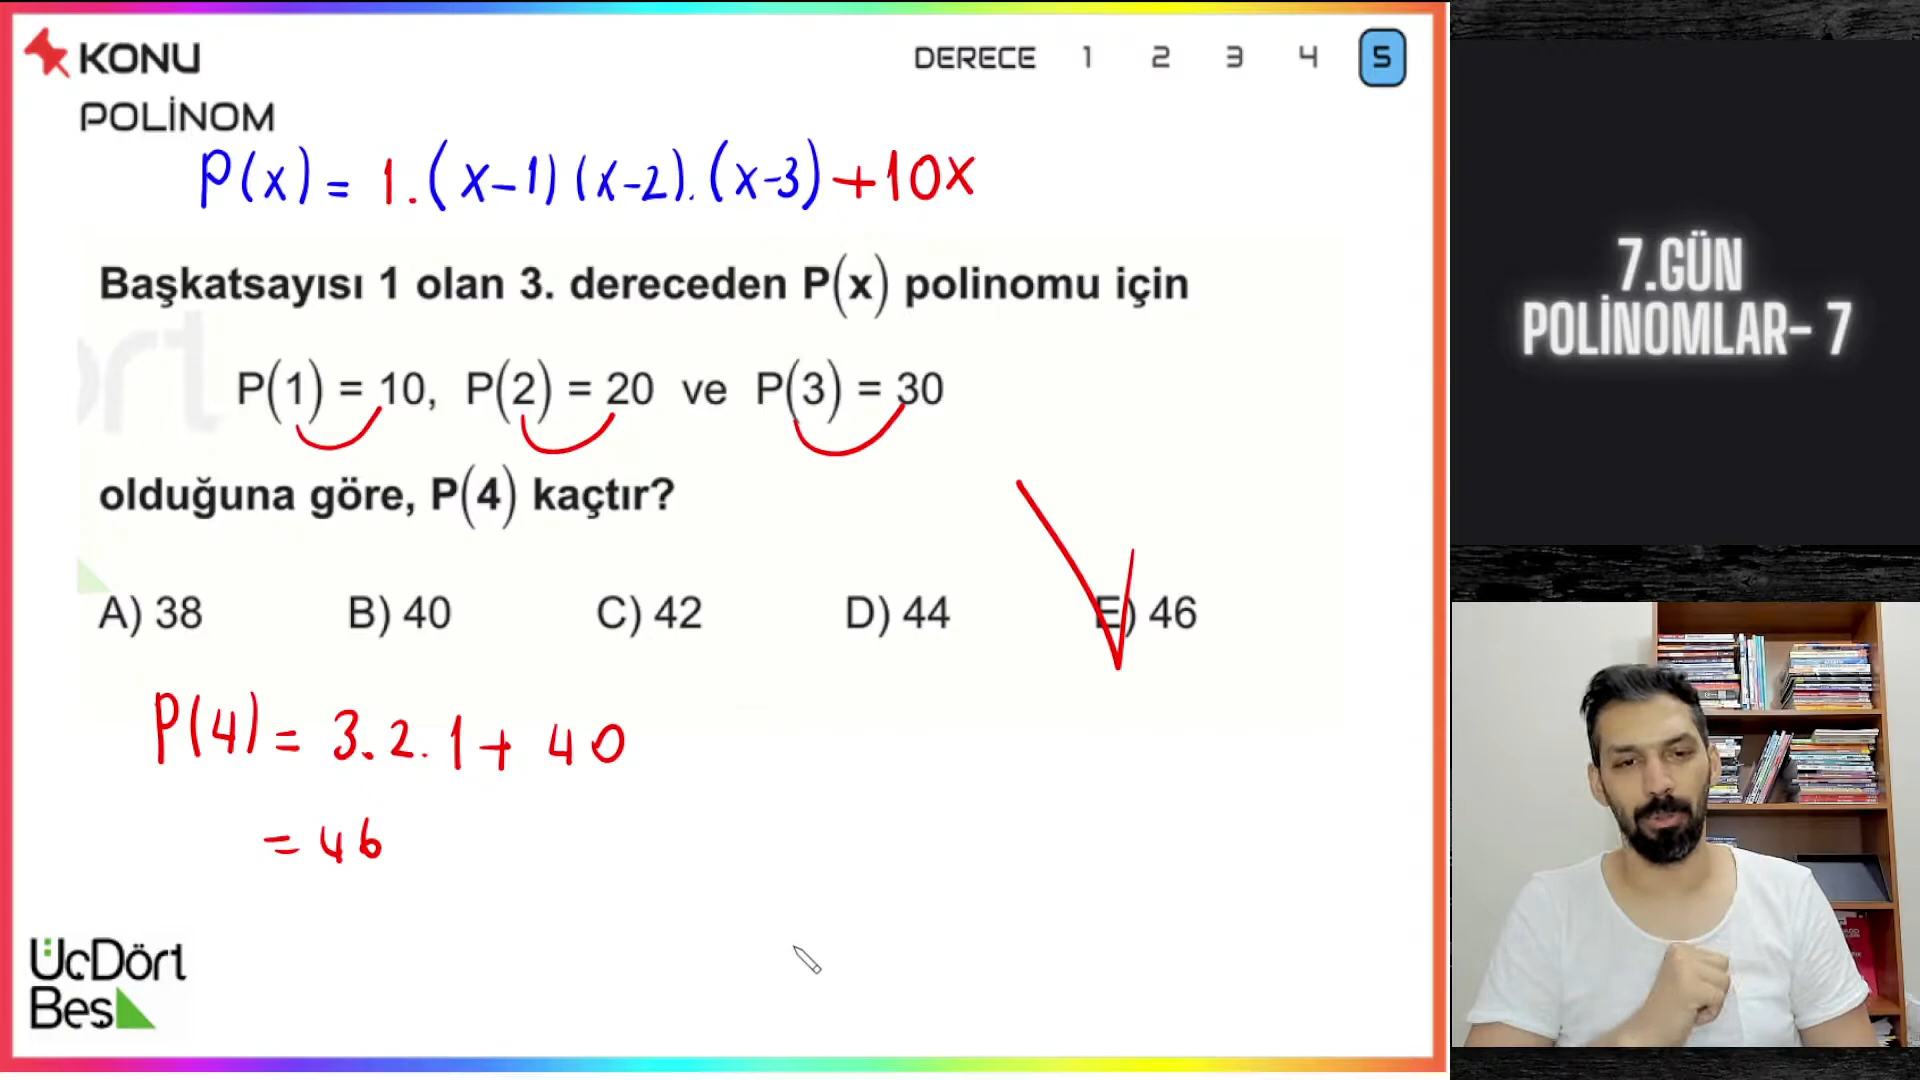 KONU
DERECE 1 2 3 4 5
POLİNOM
P(x) = 1.(x-1)(x-2).(x-3)+10x
Başkatsayısı 1 olan 3. dereceden P(x) polinomu için
P(1) = 10, P(2) = 20 ve P(3) = 30
olduğuna göre, P(4) kaçtır?
A) 38 B) 40 C) 42 D) 44 E) 46
P(4) = 3.2.1+ 40
= 46
ÜçDört
Beş
7.GÜN
POLİNOMLAR- 7